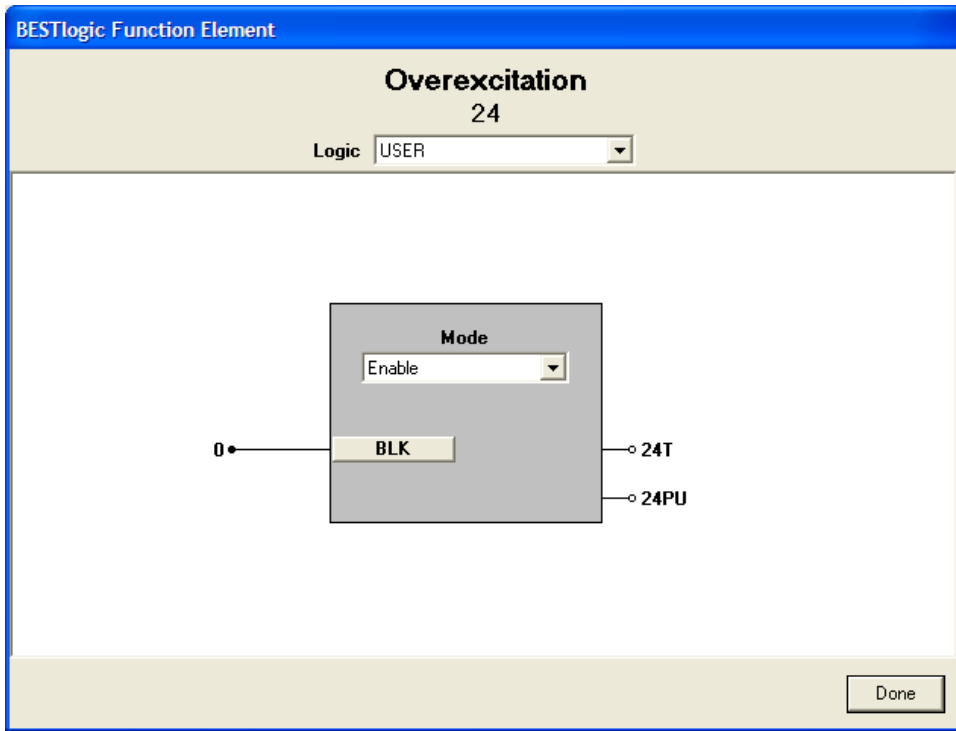 BESTlogic Function Element
Overexcitation
24
Logic USER
Mode
Enable
0 BLK 24T
24PU
Done